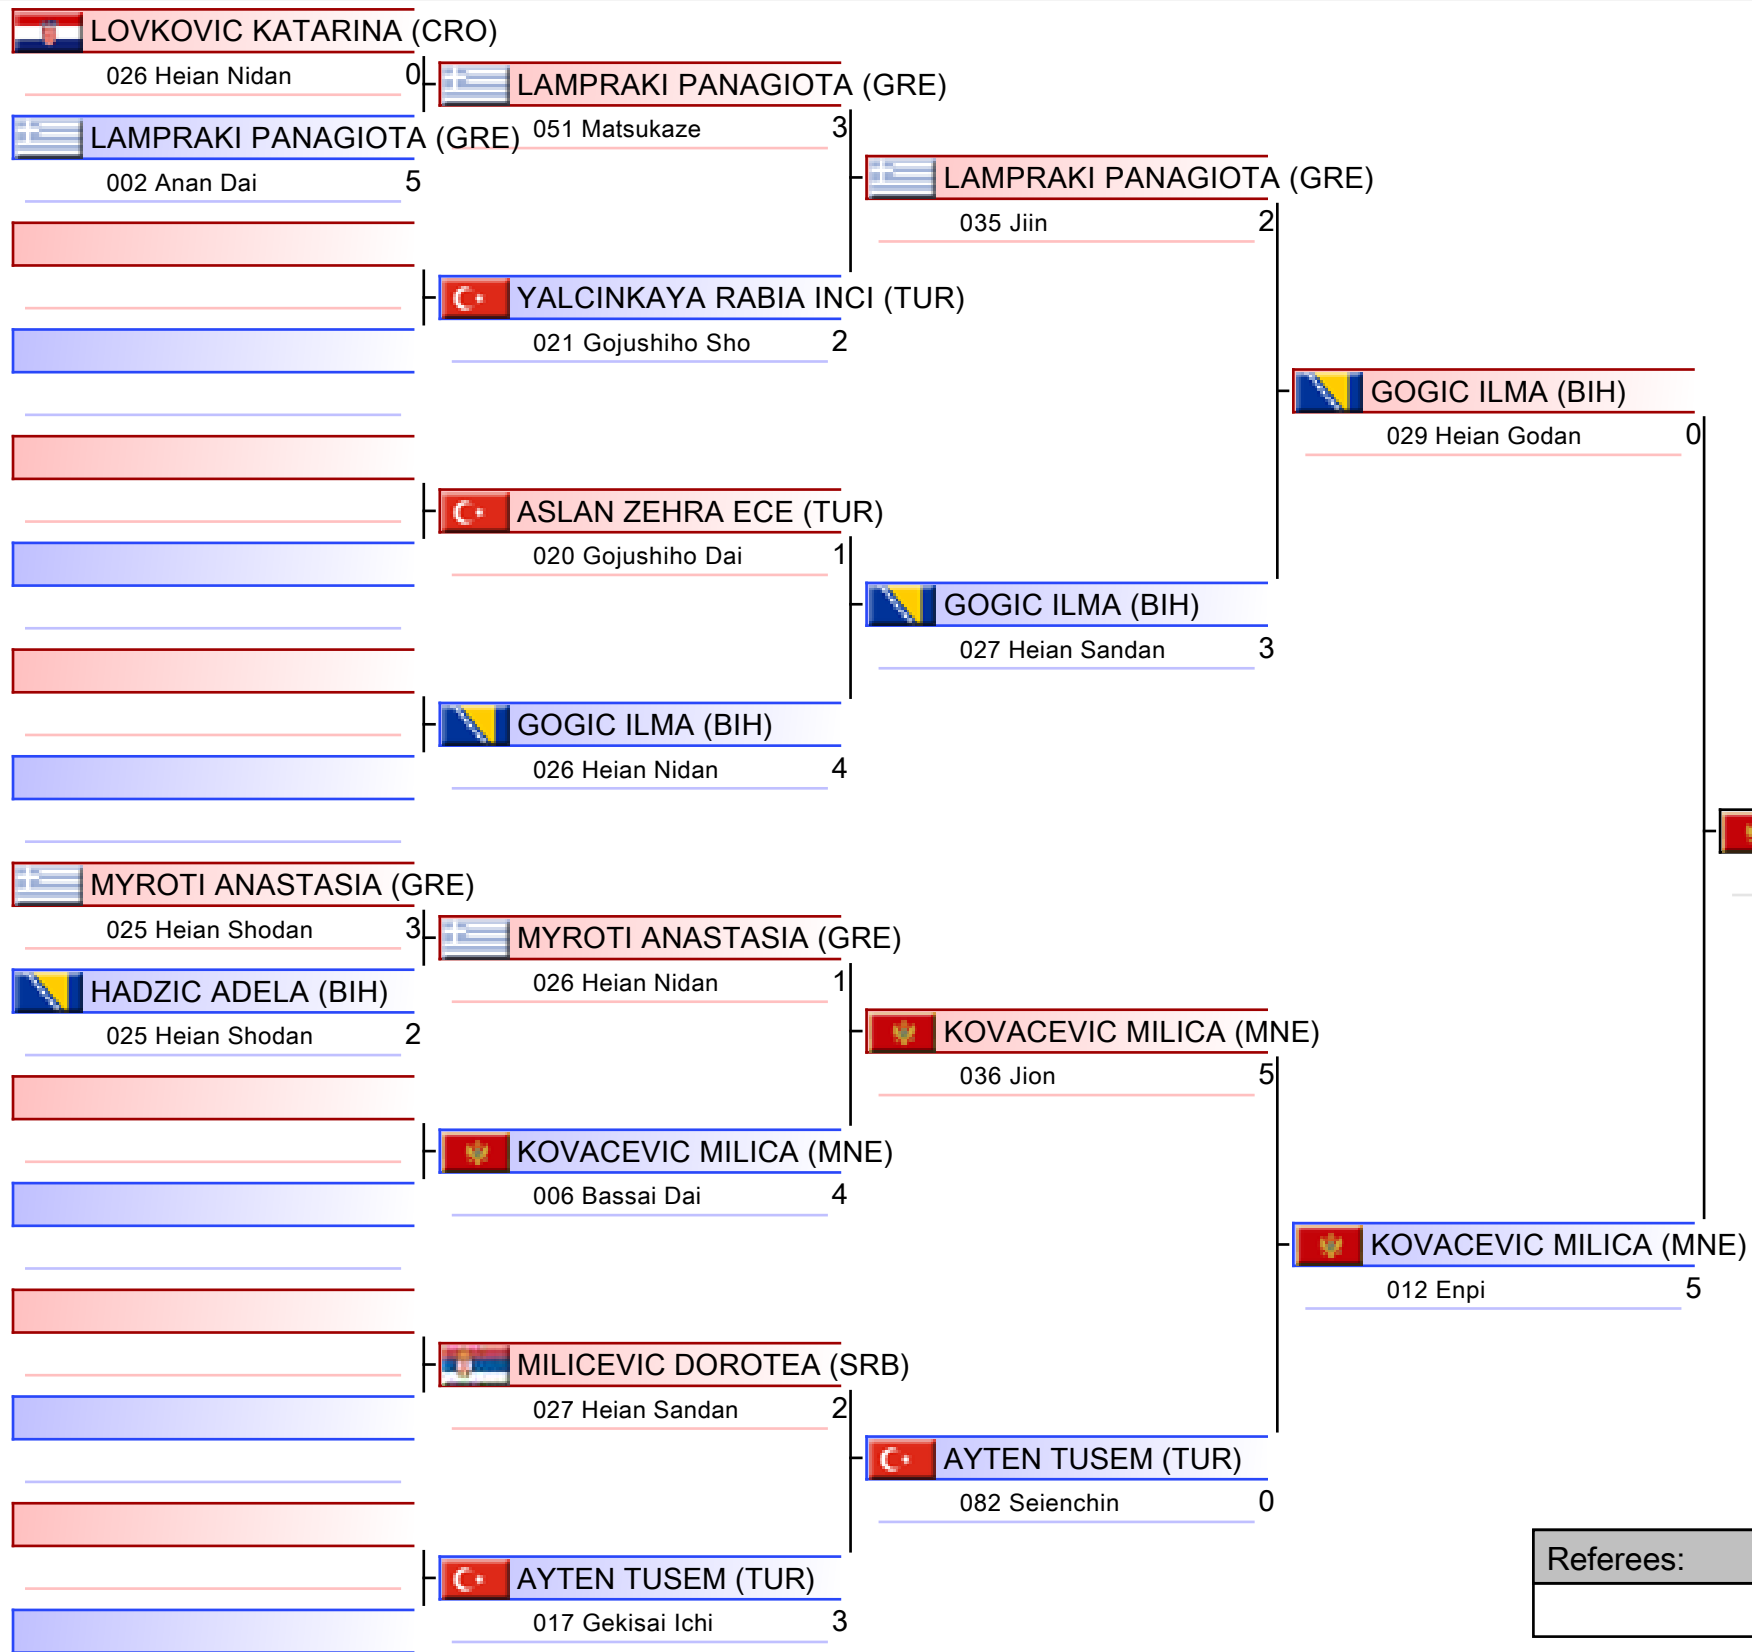 LOVKOVIC KATARINA (CRO)
026 Heian Nidan 0
LAMPRAKI PANAGIOTA (GRE)
002 Anan Dai 5
MYROTI ANASTASIA (GRE)
025 Heian Shodan 3
HADZIC ADELA (BIH)
025 Heian Shodan 2
LAMPRAKI PANAGIOTA (GRE)
051 Matsukaze 3
YALCINKAYA RABIA INCI (TUR)
021 Gojushiho Sho 2
ASLAN ZEHRA ECE (TUR)
020 Gojushiho Dai 1
GOGIC ILMA (BIH)
026 Heian Nidan 4
MYROTI ANASTASIA (GRE)
026 Heian Nidan 1
KOVACEVIC MILICA (MNE)
006 Bassai Dai 4
MILICEVIC DOROTEA (SRB)
027 Heian Sandan 2
AYTEN TUSEM (TUR)
017 Gekisai Ichi 3
LAMPRAKI PANAGIOTA (GRE)
035 Jiin 2
GOGIC ILMA (BIH)
027 Heian Sandan 3
KOVACEVIC MILICA (MNE)
036 Jion 5
AYTEN TUSEM (TUR)
082 Seienchin 0
GOGIC ILMA (BIH)
029 Heian Godan 0
KOVACEVIC MILICA (MNE)
012 Enpi 5
Referees: